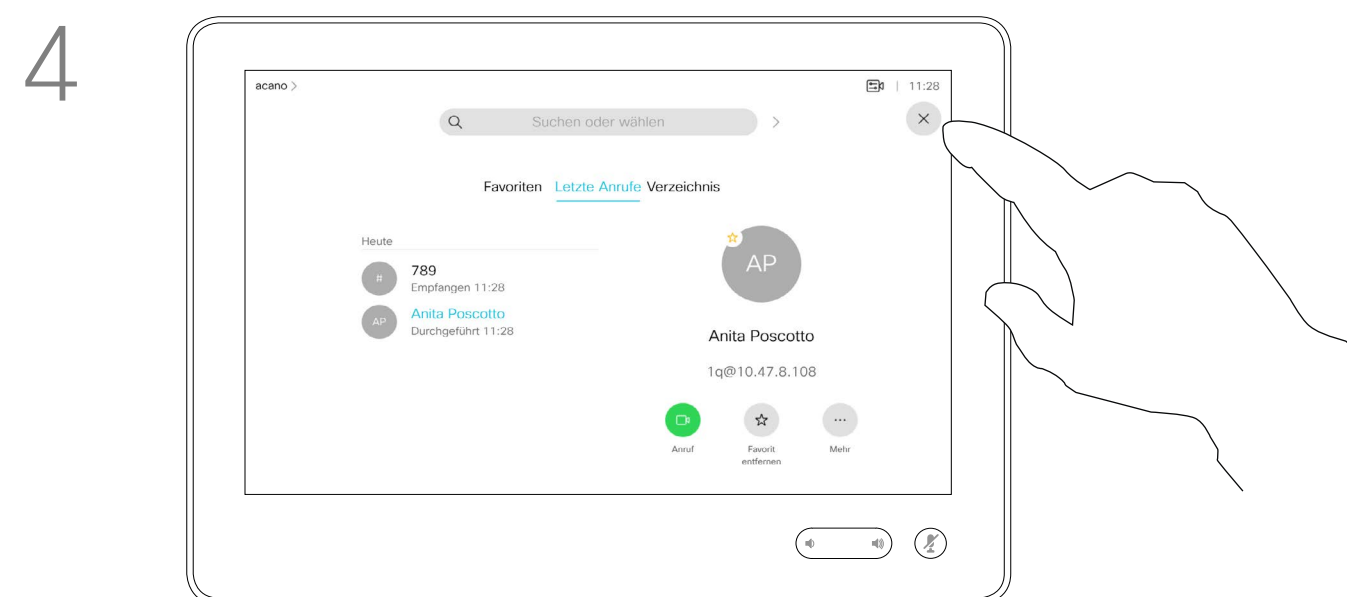 4
acano >
11:28
Suchen oder wählen
Favoriten Letzte Anrufe Verzeichnis
Heute
#
789
Empfangen 11:28
AP
Anita Poscotto
Durchgeführt 11:28
AP
Anita Poscotto
1q@10.47.8.108
Anruf
Favorit
entfernen
Mehr